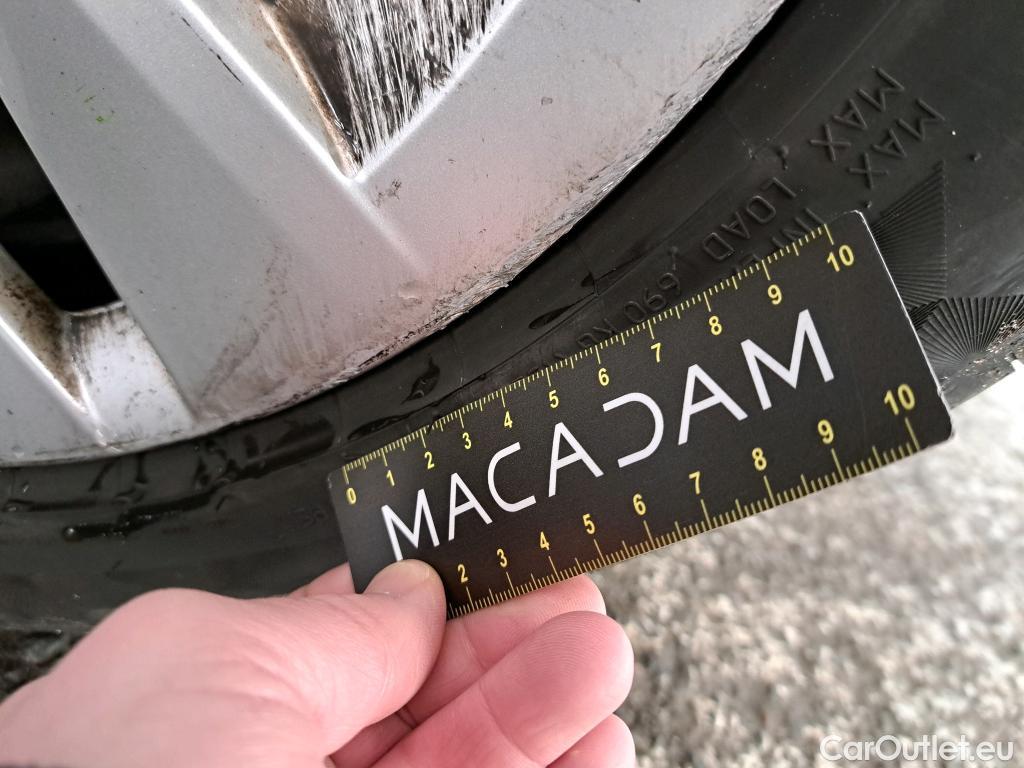 MAX
MAX
LOAD 690 KG
0 1 2 3 4 5 6 7 8 9 10
MACADAM
2 3 4 5 6 7 8 9 10
CarOutlet.eu